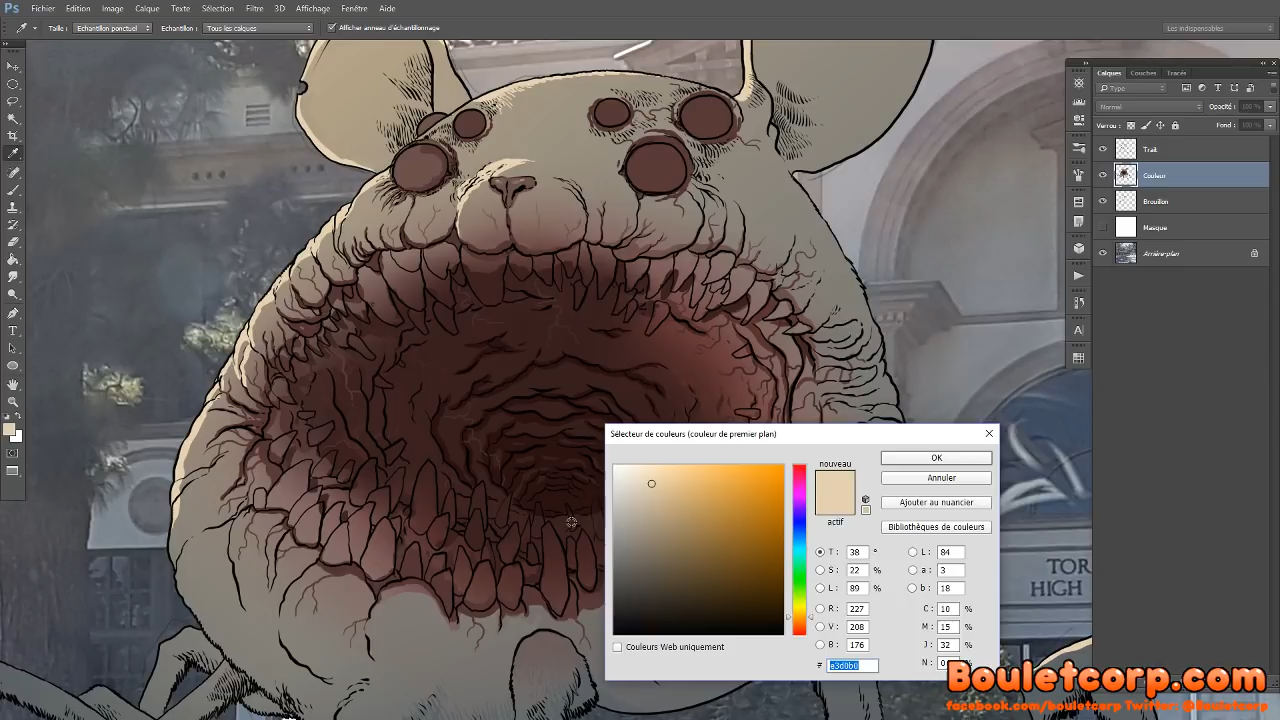 Ps Fichier Edition Image Calque Texte Sélection Filtre 3D Affichage Fenêtre Aide
Taille : Echantillon ponctuel Echantillon : Tous les calques Afficher anneau d'échantillonnage Les indispensables
Calques Couches Tracés
Type
Normal Opacité : 100 %
Verrou : Fond : 100 %
Trait
Couleur
Brouillon
Masque
Arrière-plan
Sélecteur de couleurs (couleur de premier plan)
nouveau
actif
OK
Annuler
Ajouter au nuancier
Bibliothèques de couleurs
T : 38 ° L : 84
S : 22 % a : 3
L : 89 % b : 18
R : 227 C : 10 %
V : 208 M : 15 %
B : 176 J : 32 %
# e3d0b0 N : 0 %
Couleurs Web uniquement
TOR
HIGH
Bouletcorp.com
facebook.com/bouletcorp Twitter: @Bouletcorp